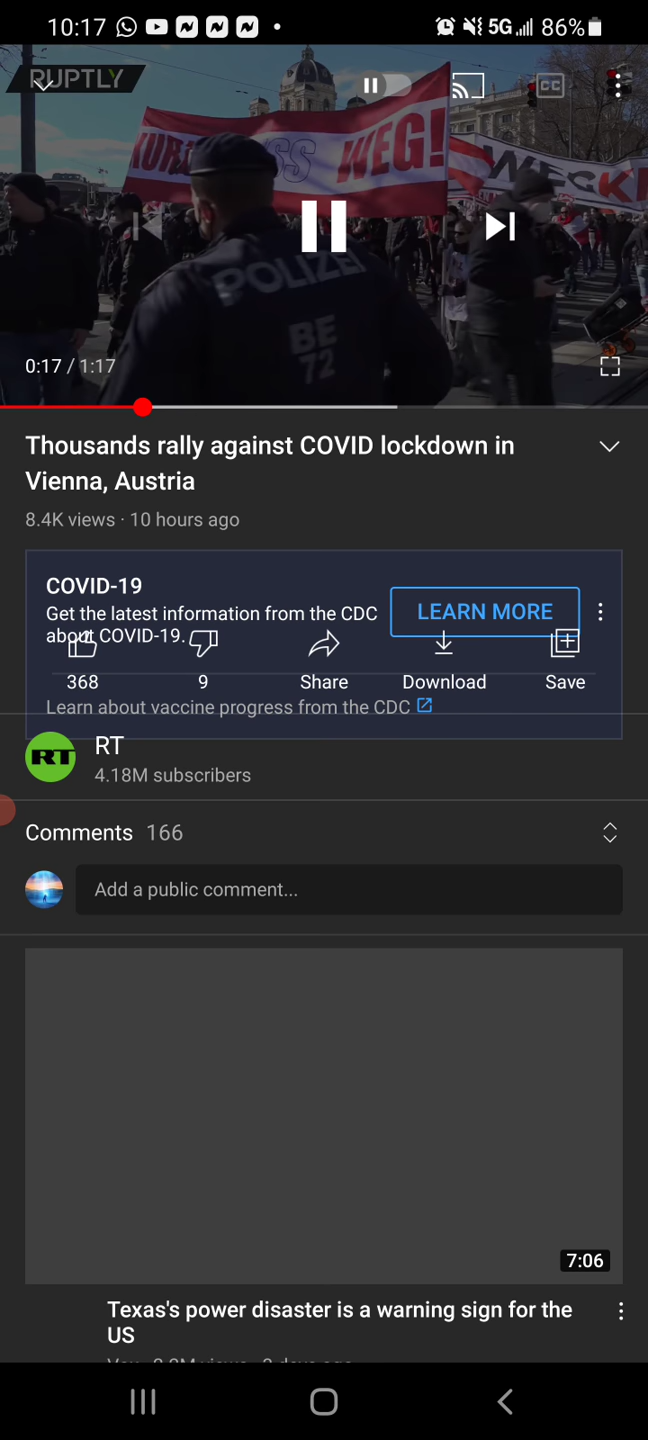 10:17
5G 86%
RUPTLY
CC
KURZ
WEG!
WEG
POLIZEI
BE
72
0:17 / 1:17
Thousands rally against COVID lockdown in
Vienna, Austria
8.4K views · 10 hours ago
COVID-19
Get the latest information from the CDC
about COVID-19.
LEARN MORE
368
9
Share
Download
Save
Learn about vaccine progress from the CDC
RT
RT
4.18M subscribers
Comments 166
Add a public comment...
7:06
Texas's power disaster is a warning sign for the
US